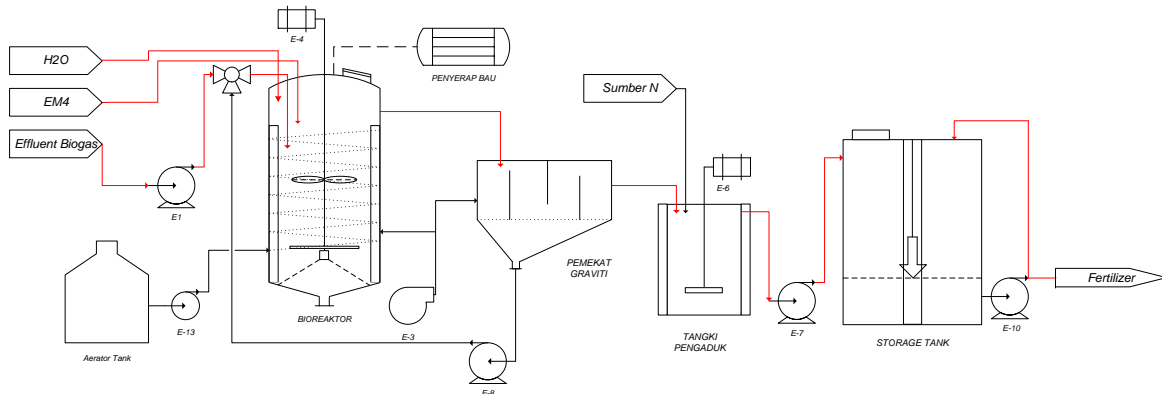 E-4
H2O
PENYERAP BAU
EM4
Sumber N
Effluent Biogas
E-6
E1
PEMEKAT
GRAVITI
Fertilizer
BIOREAKTOR
E-13
E-3
TANGKI
PENGADUK
E-7
STORAGE TANK
E-10
Aerator Tank
E-8